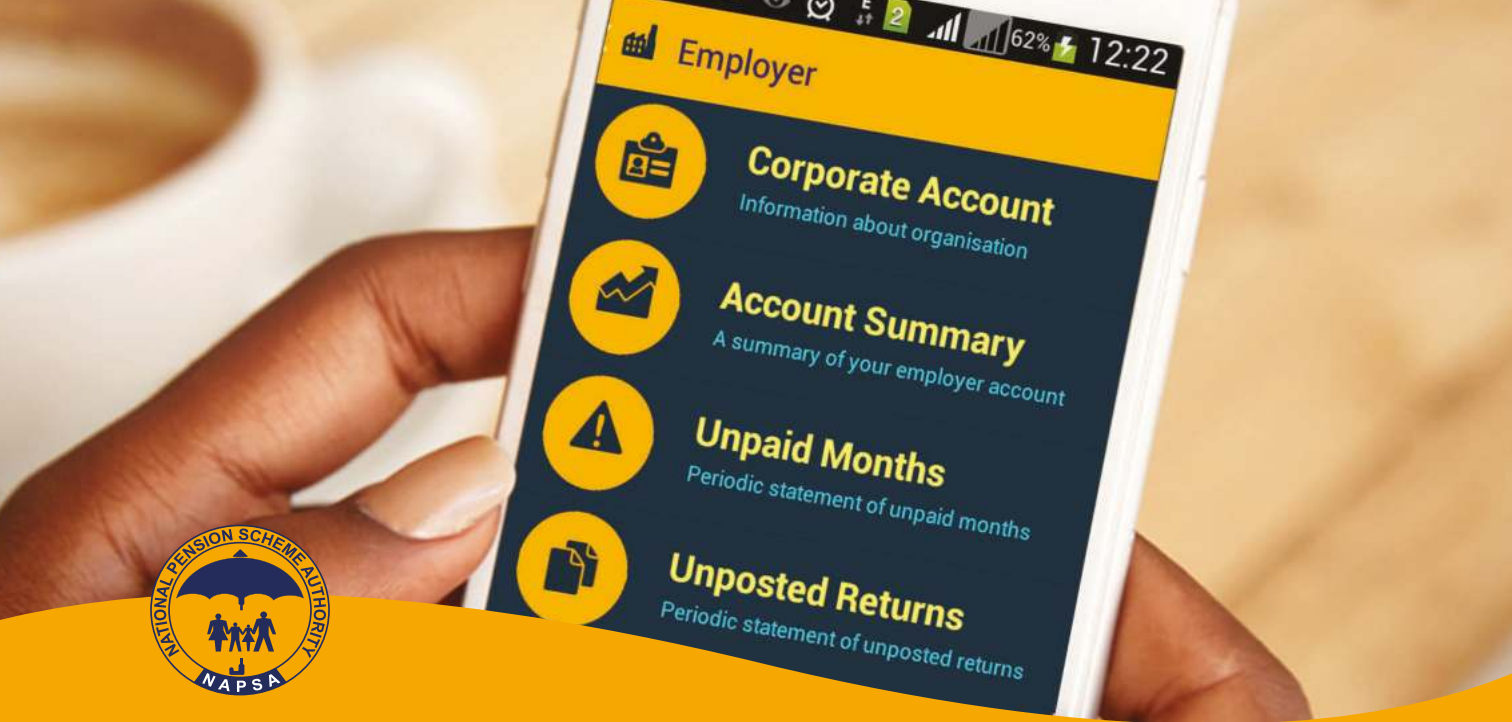 E
2
62% 12:22
Employer
Corporate Account
Information about organisation
Account Summary
A summary of your employer account
Unpaid Months
Periodic statement of unpaid months
Unposted Returns
Periodic statement of unposted returns
NATIONAL PENSION SCHEME AUTHORITY
NAPSA